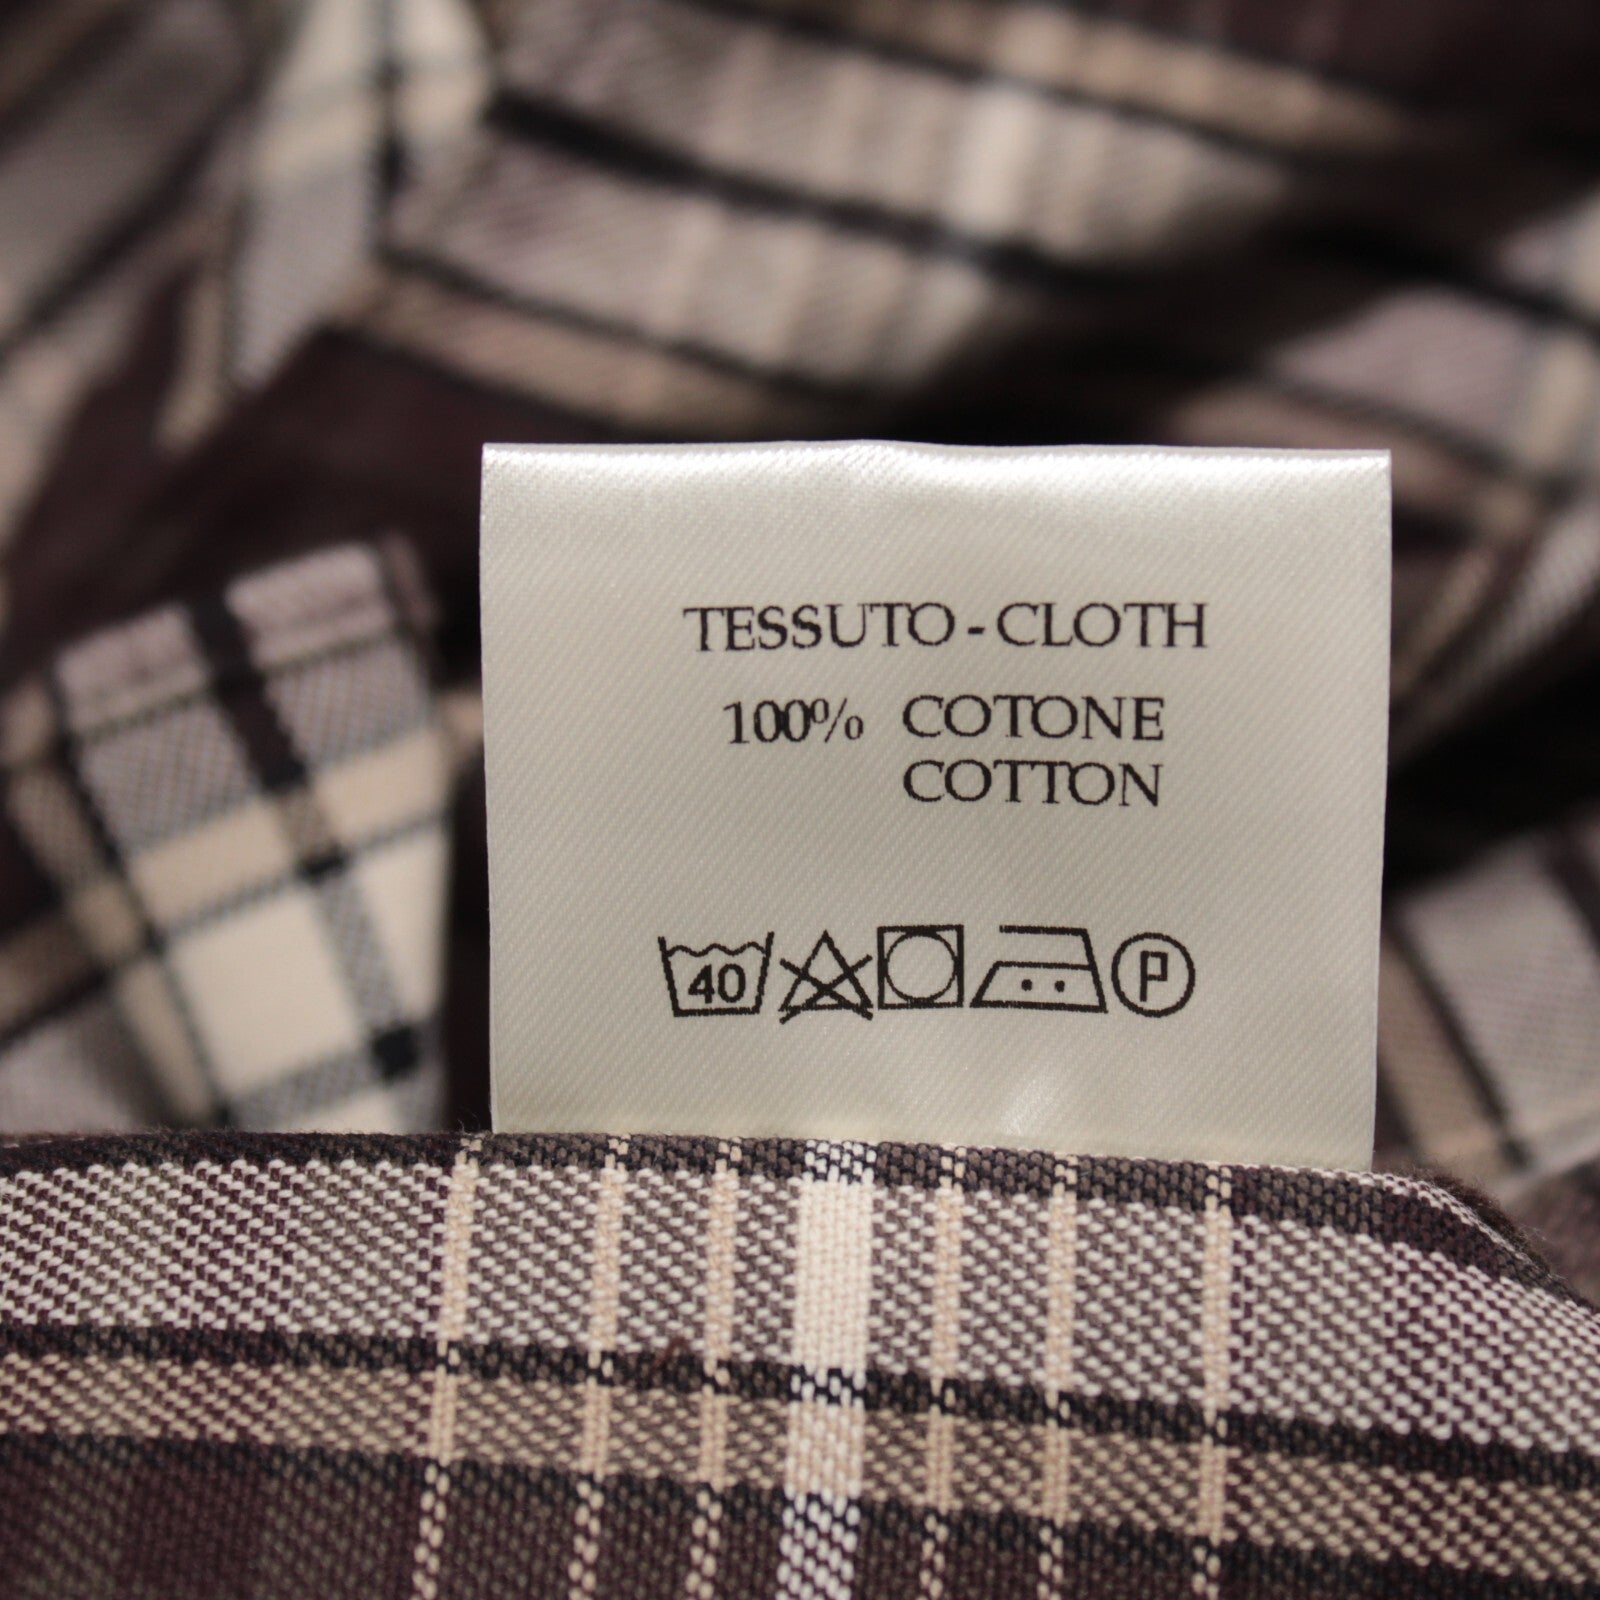 TESSUTO - CLOTH
100% COTONE
COTTON
40 P